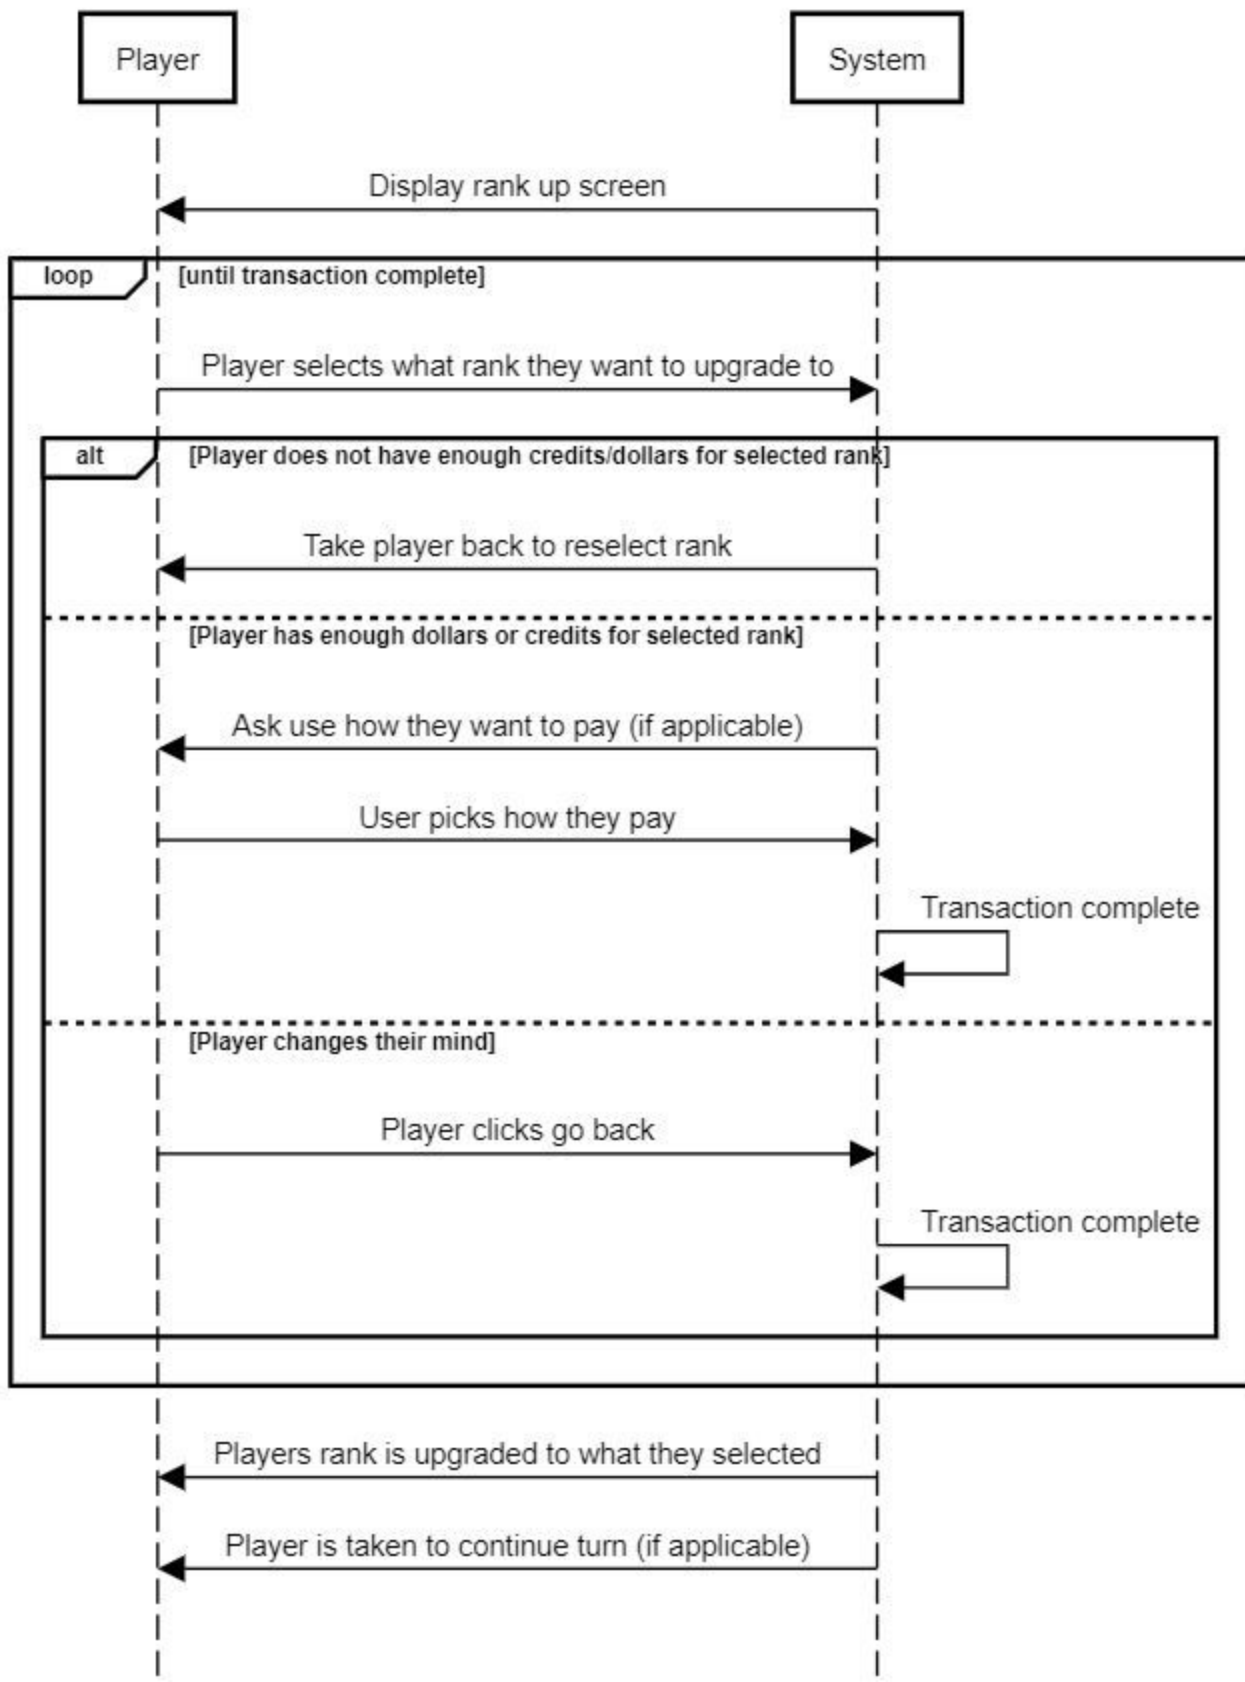 Player
System
Display rank up screen
loop
[until transaction complete]
Player selects what rank they want to upgrade to
alt
[Player does not have enough credits/dollars for selected rank]
Take player back to reselect rank
[Player has enough dollars or credits for selected rank]
Ask use how they want to pay (if applicable)
User picks how they pay
Transaction complete
[Player changes their mind]
Player clicks go back
Transaction complete
Players rank is upgraded to what they selected
Player is taken to continue turn (if applicable)